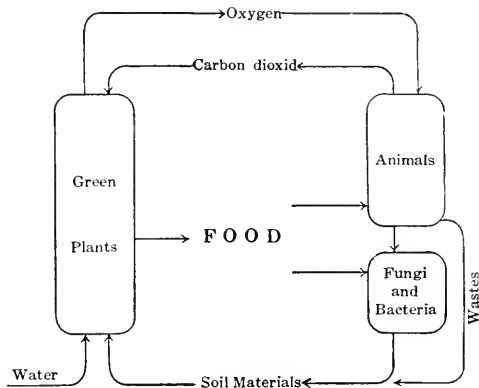 Oxygen
Carbon dioxid
Green
Plants
FOOD
Animals
Fungi
and
Bacteria
Wastes
Water
Soil Materials